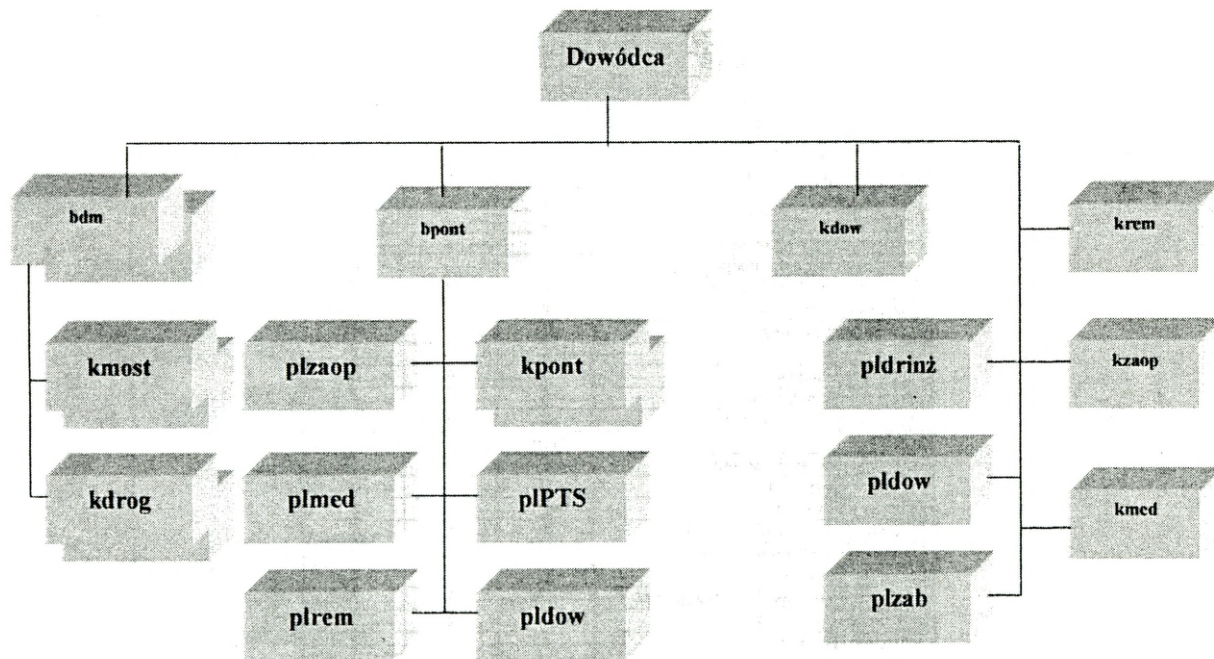 Dowódca
bdm
bpont
kdow
krem
kmost
plzaop
kpont
pldrinż
kzaop
kdrog
plmed
plPTS
pldow
kmed
plrem
pldow
plzab